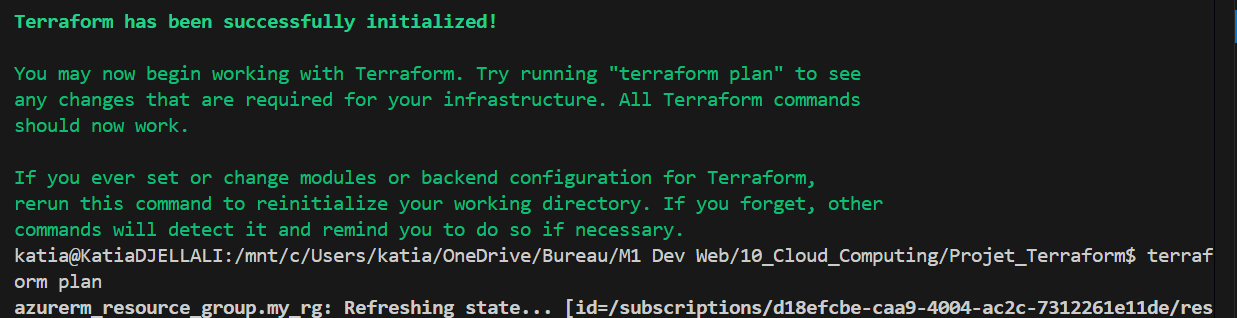 Terraform has been successfully initialized!
You may now begin working with Terraform. Try running "terraform plan" to see
any changes that are required for your infrastructure. All Terraform commands
should now work.
If you ever set or change modules or backend configuration for Terraform,
rerun this command to reinitialize your working directory. If you forget, other
commands will detect it and remind you to do so if necessary.
katia@KatiaDJELLALI:/mnt/c/Users/katia/OneDrive/Bureau/M1 Dev Web/10_Cloud_Computing/Projet_Terraform$ terraf
orm plan
azurerm_resource_group.my_rg: Refreshing state... [id=/subscriptions/d18efcbe-caa9-4004-ac2c-7312261e11de/res